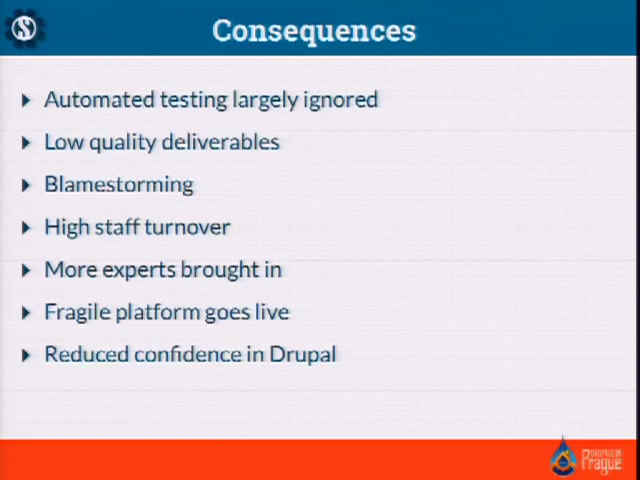 Consequences
Automated testing largely ignored
Low quality deliverables
Blamestorming
High staff turnover
More experts brought in
Fragile platform goes live
Reduced confidence in Drupal
Prague